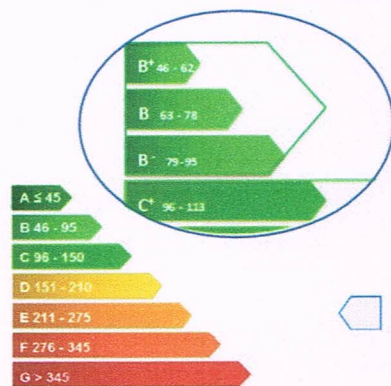 B+ 46 - 62
B 63 - 78
B- 79-95
C+ 96 - 113
A ≤ 45
B 46 - 95
C 96 - 150
D 151 - 210
E 211 - 275
F 276 - 345
G > 345